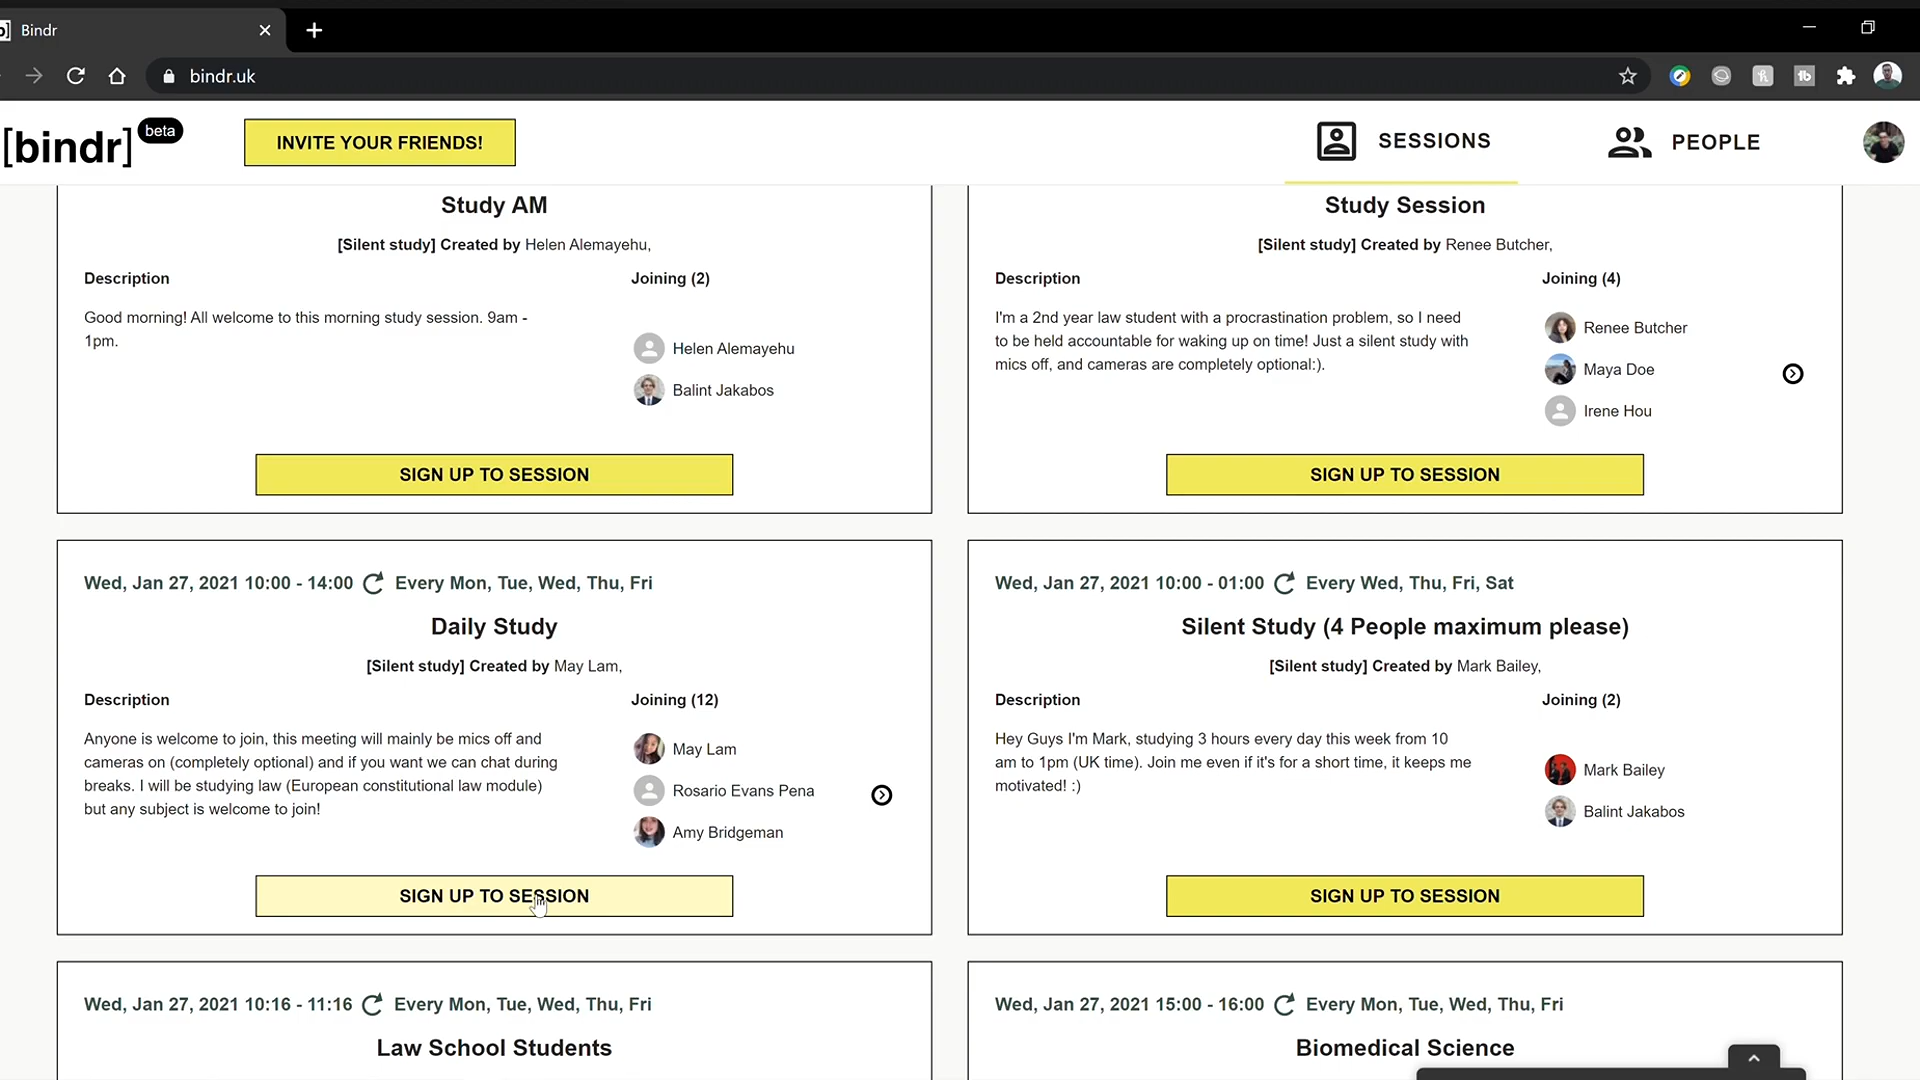 Bindr
bindr.uk
[bindr] beta
INVITE YOUR FRIENDS!
SESSIONS
PEOPLE
Study AM
[Silent study] Created by Helen Alemayehu,
Description
Joining (2)
Good morning! All welcome to this morning study session. 9am -
1pm.
Helen Alemayehu
Balint Jakabos
SIGN UP TO SESSION
Study Session
[Silent study] Created by Renee Butcher,
Description
Joining (4)
I'm a 2nd year law student with a procrastination problem, so I need
to be held accountable for waking up on time! Just a silent study with
mics off, and cameras are completely optional:).
Renee Butcher
Maya Doe
Irene Hou
SIGN UP TO SESSION
Wed, Jan 27, 2021 10:00 - 14:00 Every Mon, Tue, Wed, Thu, Fri
Daily Study
[Silent study] Created by May Lam,
Description
Joining (12)
Anyone is welcome to join, this meeting will mainly be mics off and
cameras on (completely optional) and if you want we can chat during
breaks. I will be studying law (European constitutional law module)
but any subject is welcome to join!
May Lam
Rosario Evans Pena
Amy Bridgeman
SIGN UP TO SESSION
Wed, Jan 27, 2021 10:00 - 01:00 Every Wed, Thu, Fri, Sat
Silent Study (4 People maximum please)
[Silent study] Created by Mark Bailey,
Description
Joining (2)
Hey Guys I'm Mark, studying 3 hours every day this week from 10
am to 1pm (UK time). Join me even if it's for a short time, it keeps me
motivated! :)
Mark Bailey
Balint Jakabos
SIGN UP TO SESSION
Wed, Jan 27, 2021 10:16 - 11:16 Every Mon, Tue, Wed, Thu, Fri
Law School Students
Wed, Jan 27, 2021 15:00 - 16:00 Every Mon, Tue, Wed, Thu, Fri
Biomedical Science